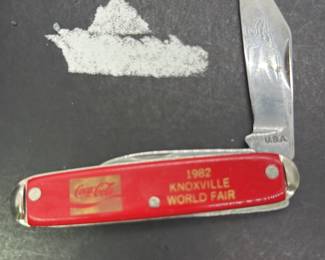 U.S.A.
Coca-Cola
1982
KNOXVILLE
WORLD FAIR